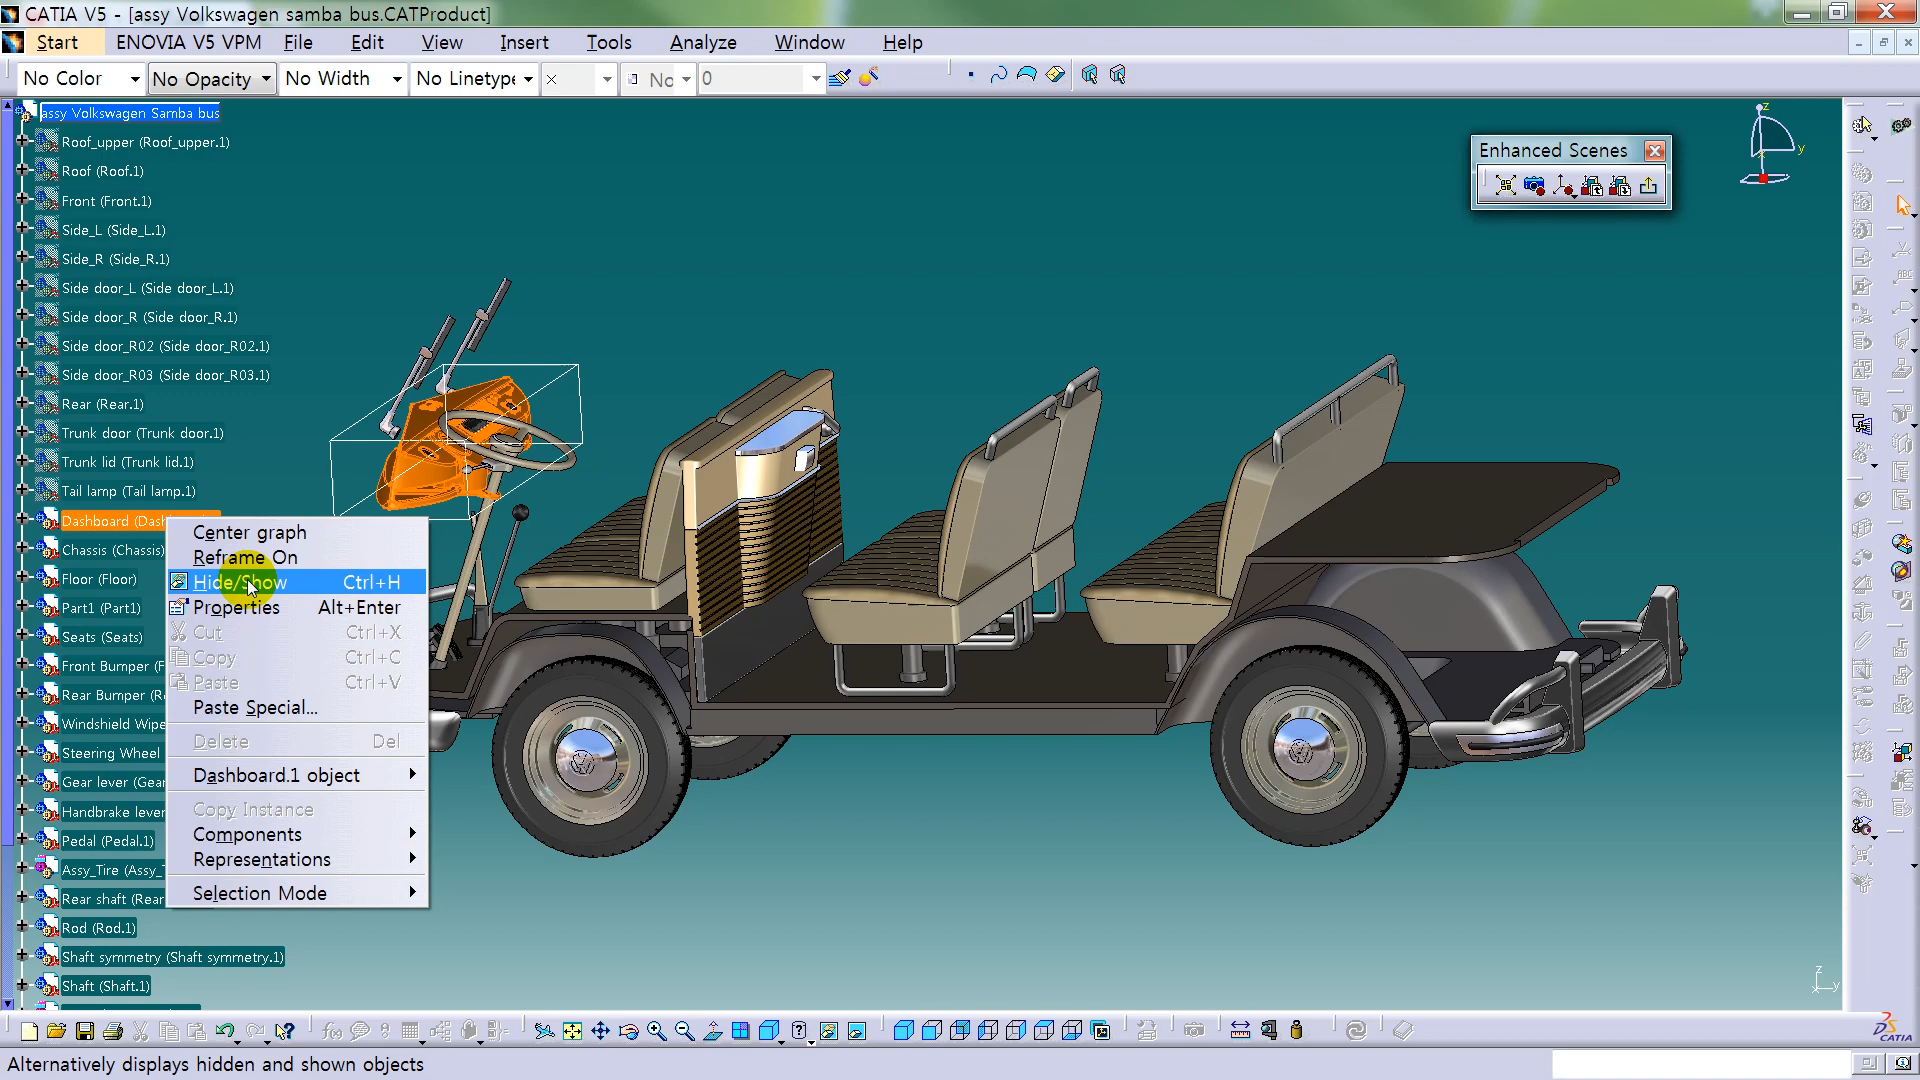 CATIA V5 - [assy Volkswagen samba bus.CATProduct]
Start ENOVIA V5 VPM File Edit View Insert Tools Analyze Window Help
No Color No Opacity No Width No Linetype No 0
assy Volkswagen Samba bus
Roof_upper (Roof_upper.1)
Roof (Roof.1)
Front (Front.1)
Side_L (Side_L.1)
Side_R (Side_R.1)
Side door_L (Side door_L.1)
Side door_R (Side door_R.1)
Side door_R02 (Side door_R02.1)
Side door_R03 (Side door_R03.1)
Rear (Rear.1)
Trunk door (Trunk door.1)
Trunk lid (Trunk lid.1)
Tail lamp (Tail lamp.1)
Dashboard (Dash
Chassis (Chassis)
Floor (Floor)
Part1 (Part1)
Seats (Seats)
Front Bumper (F
Rear Bumper (R
Windshield Wipe
Steering Wheel
Gear lever (Gear
Handbrake lever
Pedal (Pedal.1)
Assy_Tire (Assy_T
Rear shaft (Rear
Rod (Rod.1)
Shaft symmetry (Shaft symmetry.1)
Shaft (Shaft.1)
Center graph
Reframe On
Hide/Show Ctrl+H
Properties Alt+Enter
Cut Ctrl+X
Copy Ctrl+C
Paste Ctrl+V
Paste Special...
Delete Del
Dashboard.1 object
Copy Instance
Components
Representations
Selection Mode
Enhanced Scenes
z
y
x
z
y
x
CATIA
Alternatively displays hidden and shown objects